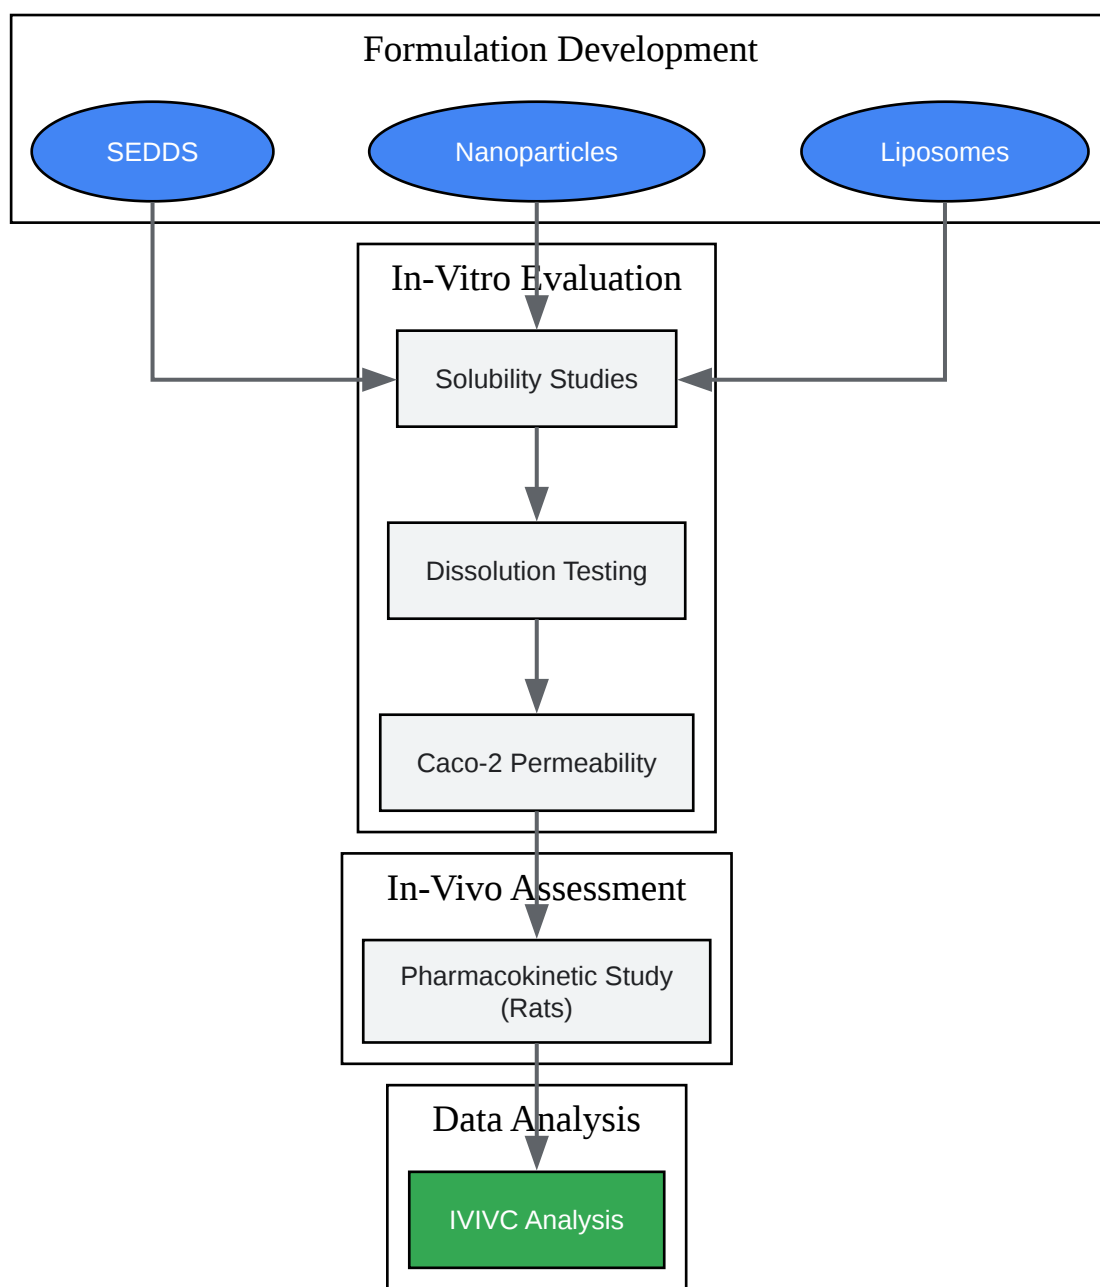 Formulation Development
SEDDS
Nanoparticles
Liposomes
In-Vitro Evaluation
Solubility Studies
Dissolution Testing
Caco-2 Permeability
In-Vivo Assessment
Pharmacokinetic Study
(Rats)
Data Analysis
IVIVC Analysis